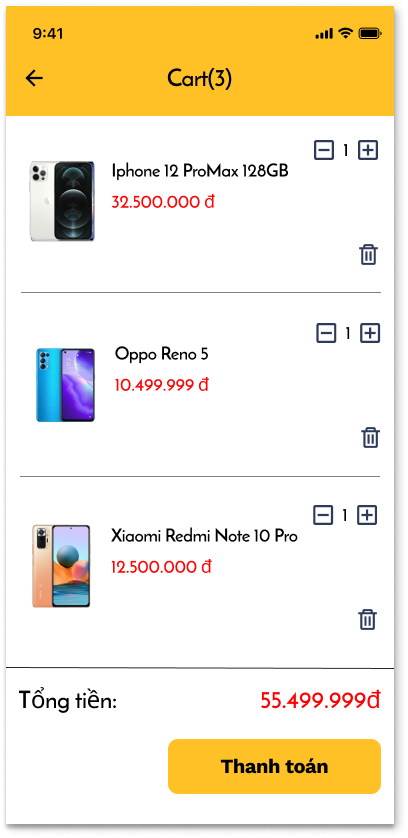 9:41
Cart(3)
1
Iphone 12 ProMax 128GB
32.500.000 đ
1
Oppo Reno 5
10.499.999 đ
1
Xiaomi Redmi Note 10 Pro
12.500.000 đ
Tổng tiền: 55.499.999đ
Thanh toán